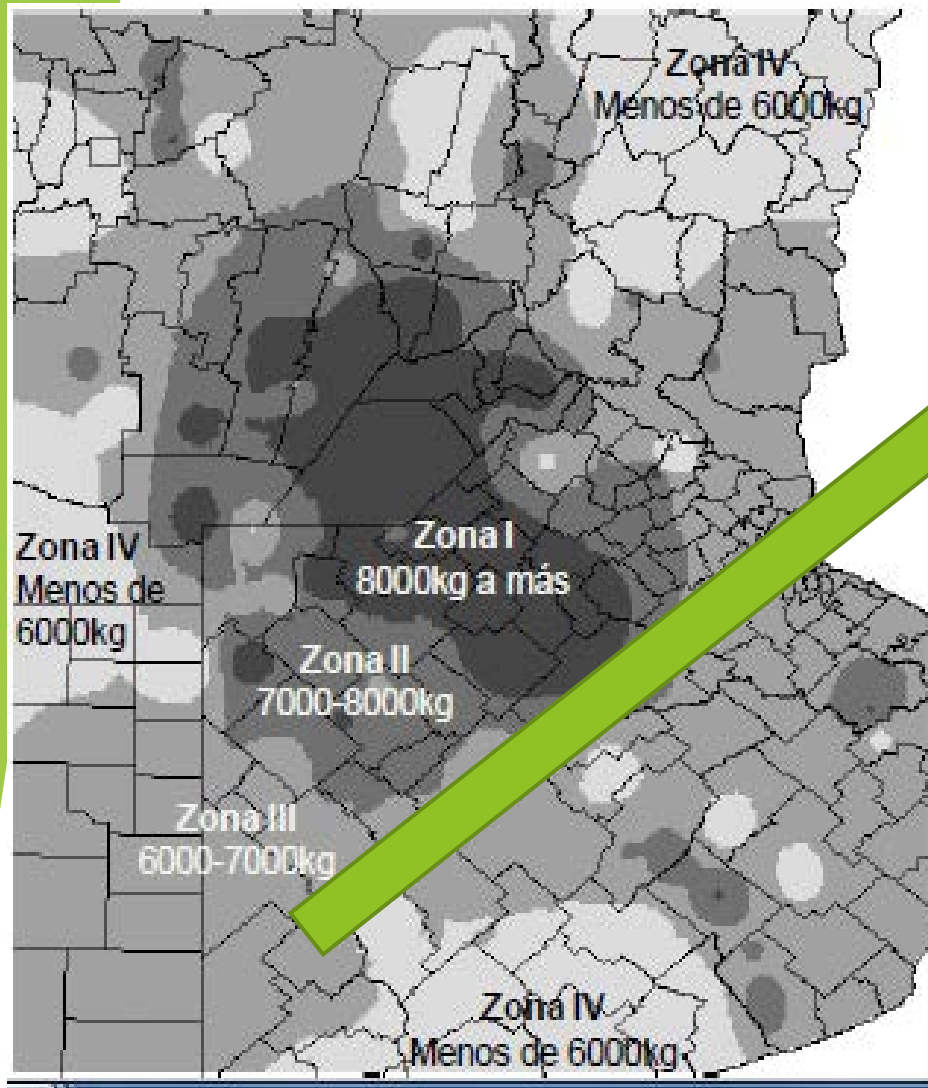 Zona IV
Menos de 6000kg
Zona I
8000kg a más
Zona IV
Menos de
6000kg
Zona II
7000-8000kg
Zona III
6000-7000kg
Zona IV
Menos de 6000kg